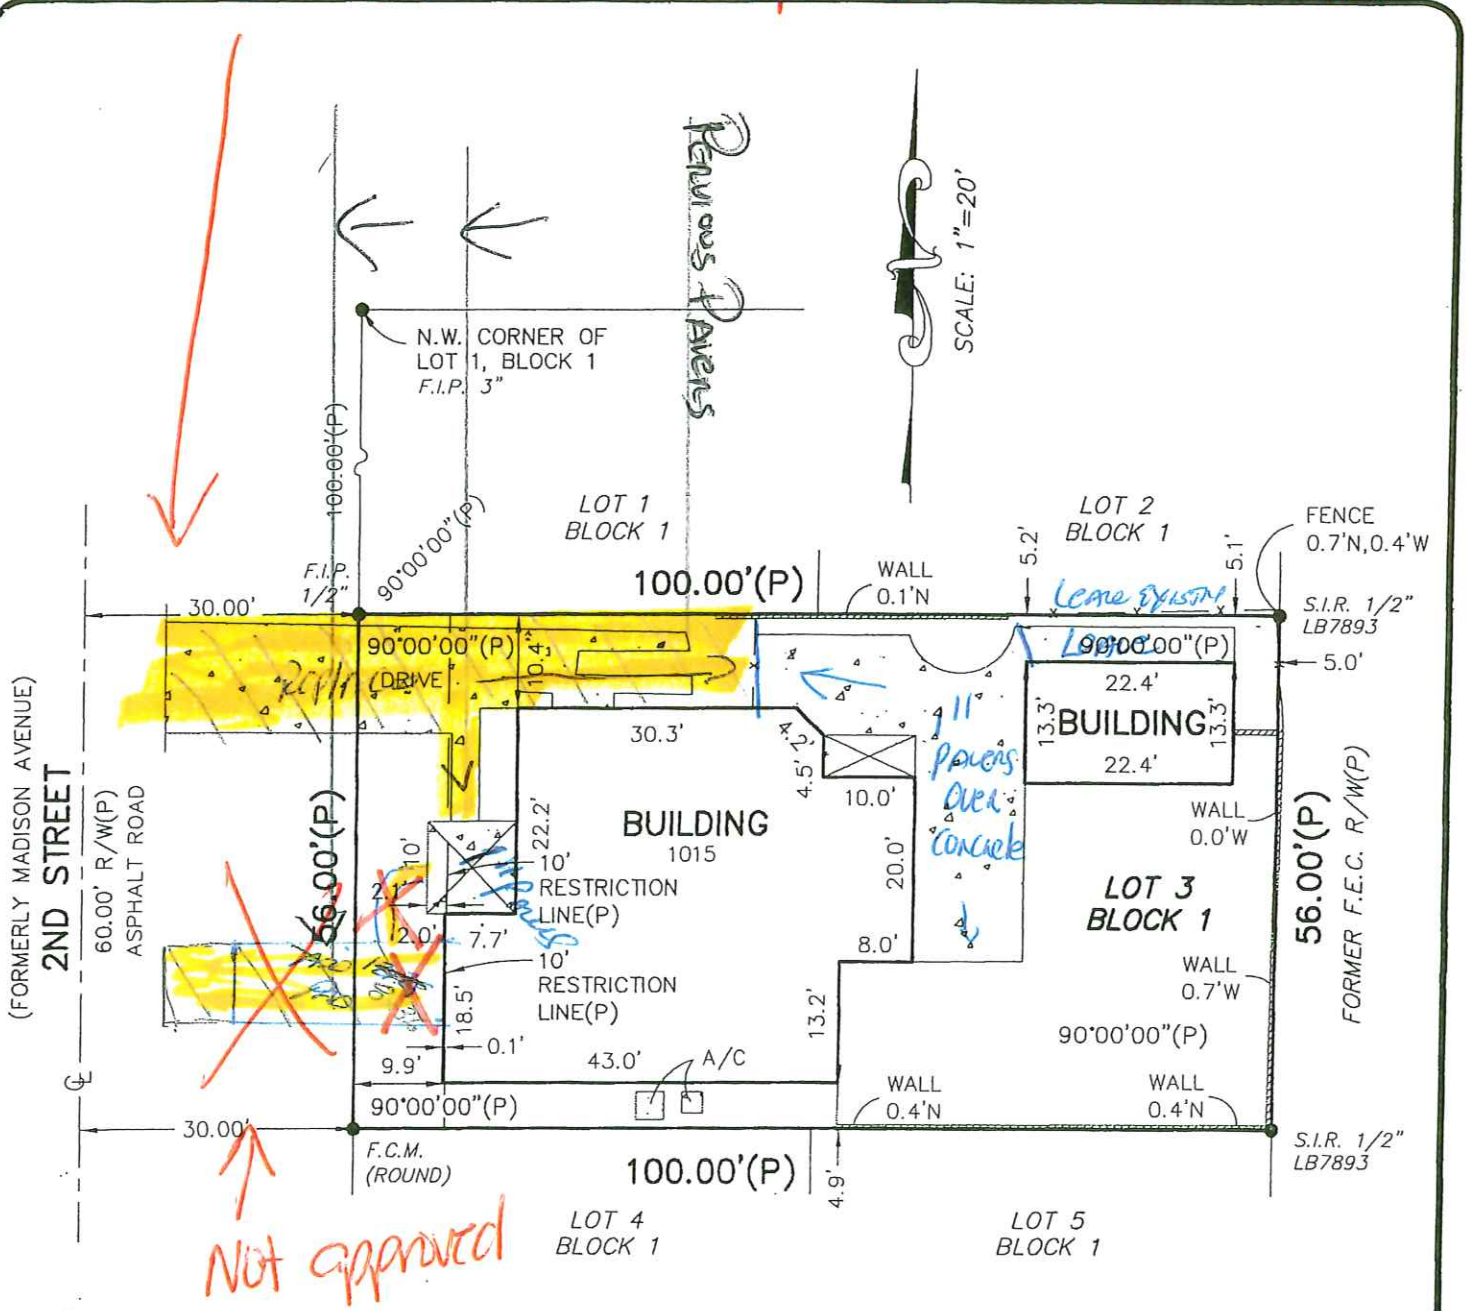 Pervious Pavers
SCALE: 1"=20'
N.W. CORNER OF
LOT 1, BLOCK 1
F.I.P. 3"
100.00'(P)
90°00'00"(P)
LOT 1
BLOCK 1
LOT 2
BLOCK 1
FENCE
0.7'N,0.4'W
5.2'
5.1'
F.I.P.
1/2"
30.00'
100.00'(P)
WALL
0.1'N
Leave Existing
S.I.R. 1/2"
LB7893
90°00'00"(P)
10.4'
90°00'00"(P)
5.0'
DRIVE
22.4'
30.3'
4.2'
13.3'
BUILDING
13.3'
22.4'
4.5'
10.0'
1"
PAVERS
OVER
CONCRETE
(FORMERLY MADISON AVENUE)
2ND STREET
60.00' R/W(P)
ASPHALT ROAD
56.00'(P)
BUILDING
1015
22.2'
20.0'
WALL
0.0'W
56.00'(P)
FORMER F.E.C. R/W(P)
10'
2.1'
2.0'
7.7'
10'
RESTRICTION
LINE(P)
LOT 3
BLOCK 1
8.0'
10'
RESTRICTION
LINE(P)
18.5'
13.2'
WALL
0.7'W
90°00'00"(P)
0.1'
9.9'
43.0'
A/C
WALL
0.4'N
WALL
0.4'N
90°00'00"(P)
30.00'
F.C.M.
(ROUND)
100.00'(P)
4.9'
S.I.R. 1/2"
LB7893
LOT 4
BLOCK 1
LOT 5
BLOCK 1
Not approved